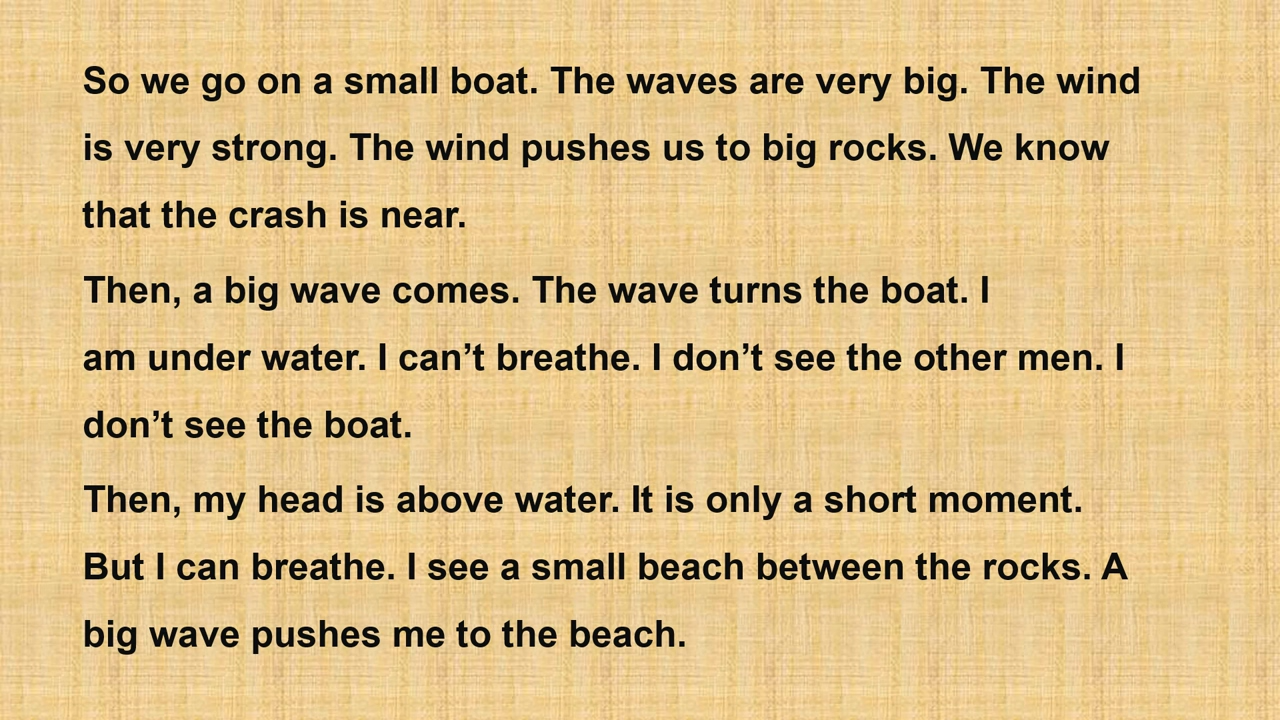 So we go on a small boat. The waves are very big. The wind
is very strong. The wind pushes us to big rocks. We know
that the crash is near.
Then, a big wave comes. The wave turns the boat. I
am under water. I can’t breathe. I don’t see the other men. I
don’t see the boat.
Then, my head is above water. It is only a short moment.
But I can breathe. I see a small beach between the rocks. A
big wave pushes me to the beach.